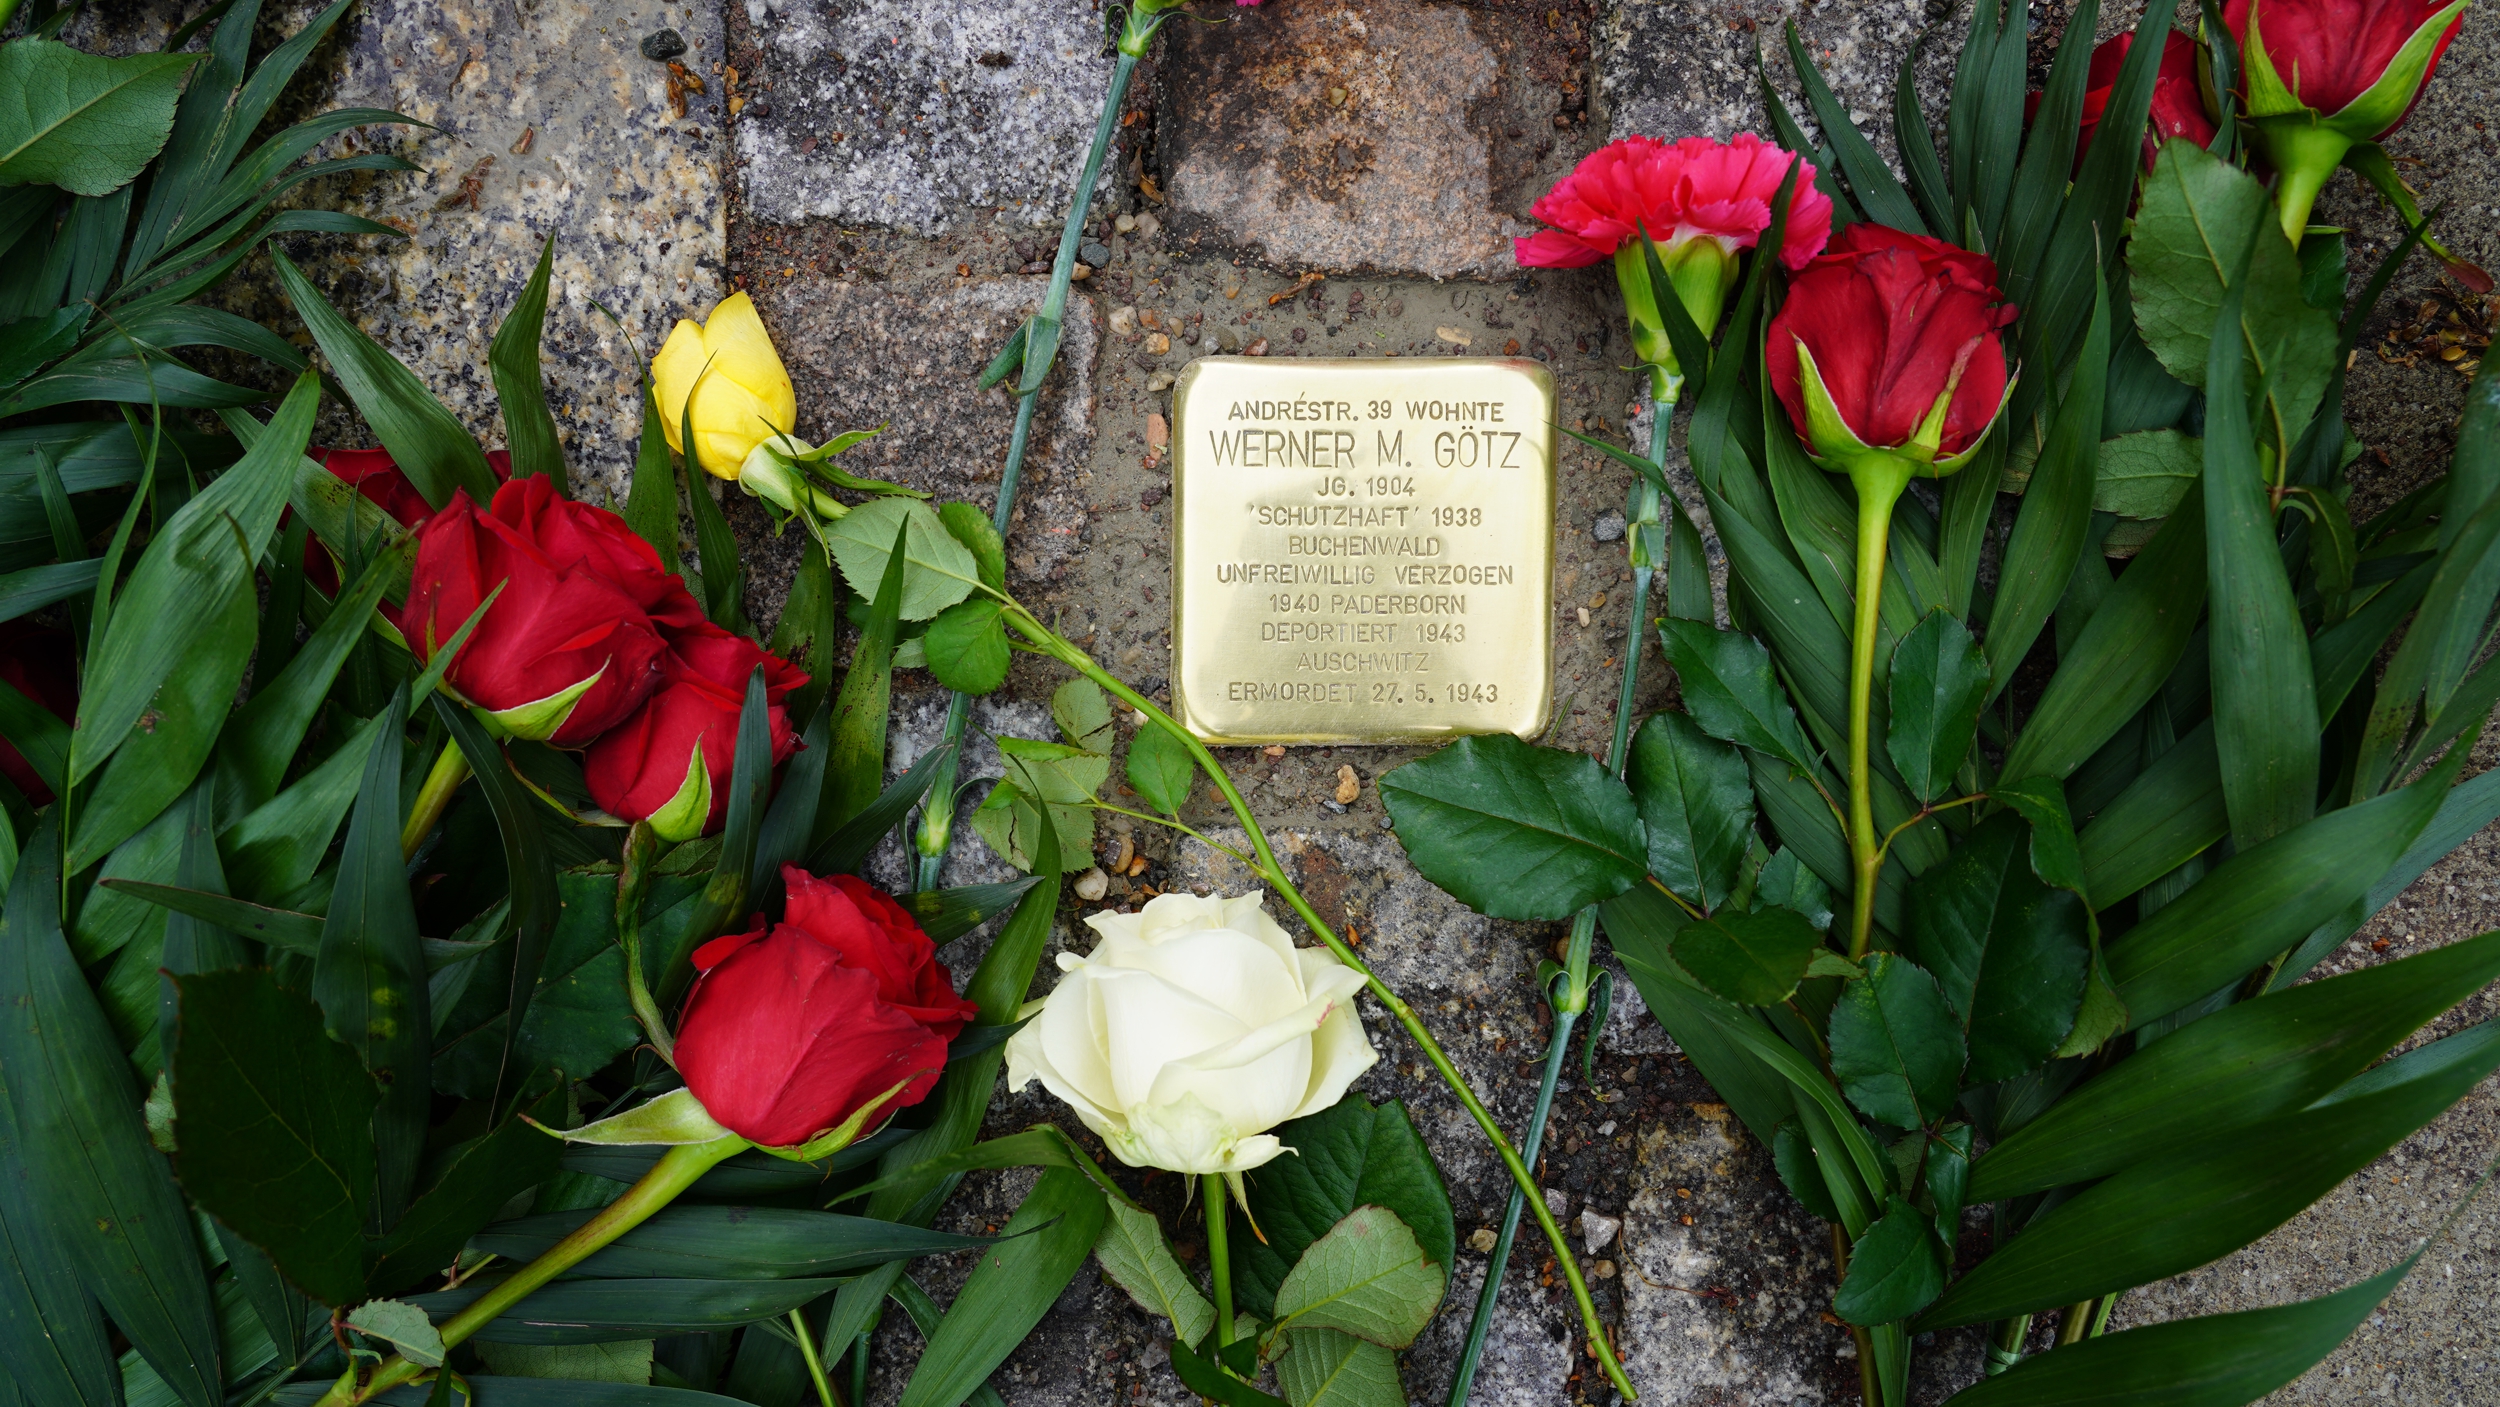 ANDRÉSTR. 39 WOHNTE
WERNER M. GÖTZ
JG. 1904
'SCHUTZHAFT' 1938
BUCHENWALD
UNFREIWILLIG VERZOGEN
1940 PADERBORN
DEPORTIERT 1943
AUSCHWITZ
ERMORDET 27. 5. 1943